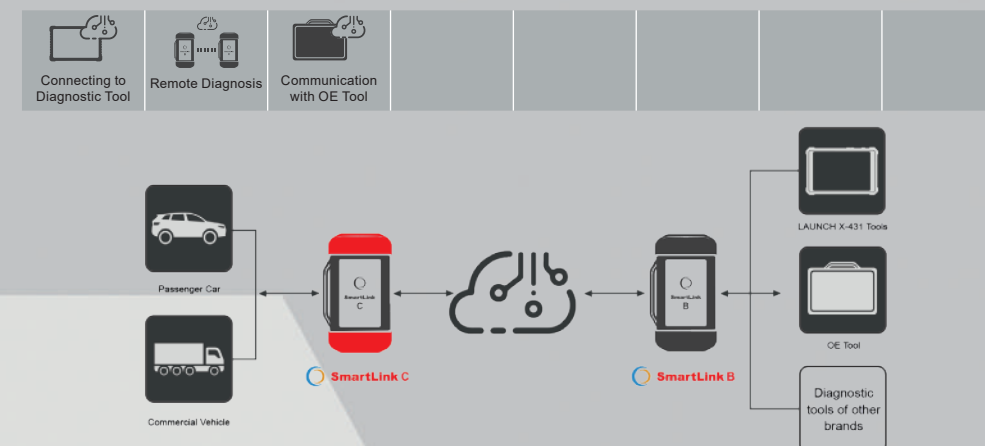 Connecting to
Diagnostic Tool
Remote Diagnosis
Communication
with OE Tool
LAUNCH X-431 Tools
Passenger Car
SmartLink
C
SmartLink
B
OE Tool
SmartLink C
SmartLink B
Diagnostic
tools of other
brands
Commercial Vehicle